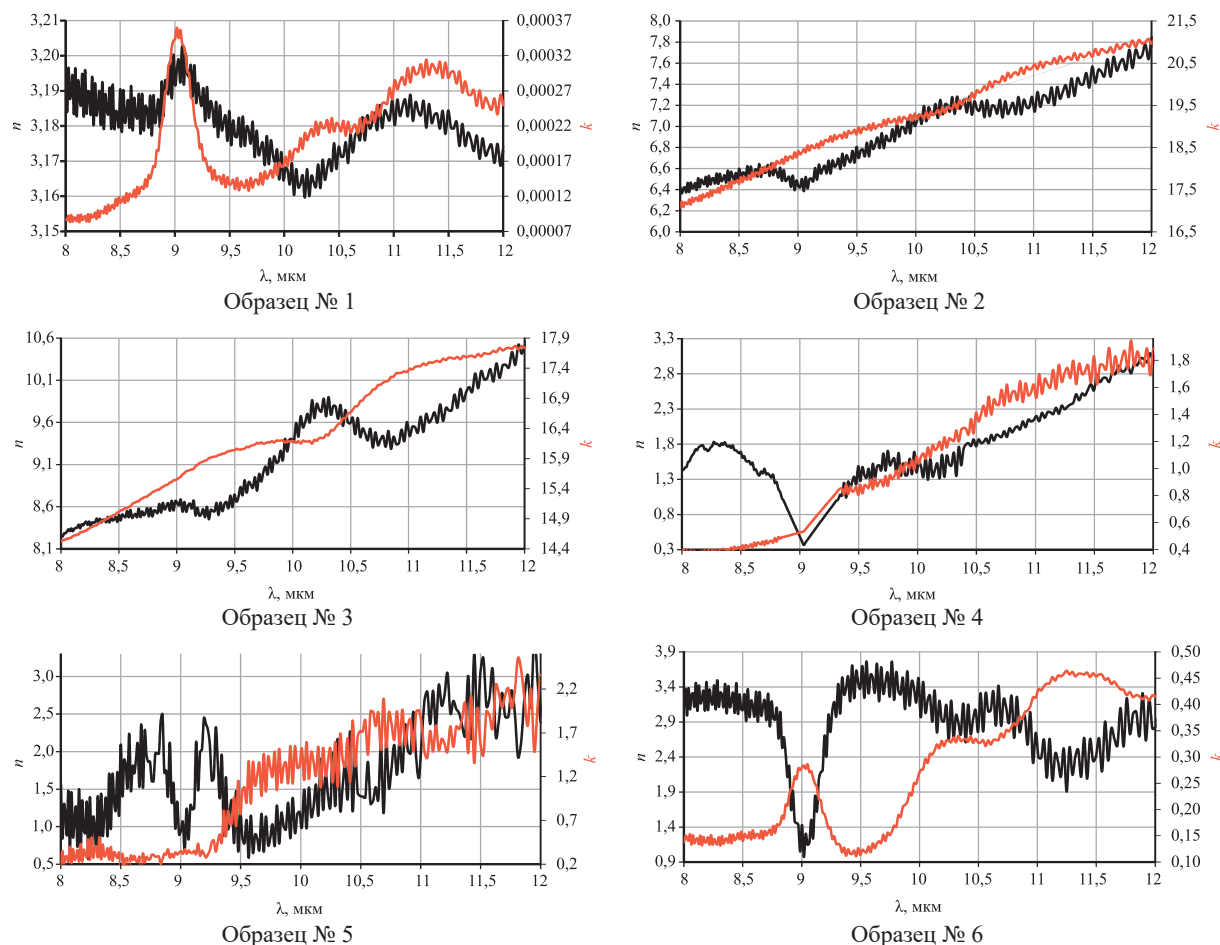 3,21 0,00037
3,20 0,00032
3,19 0,00027
n 3,18 0,00022 k
3,17 0,00017
3,16 0,00012
3,15 0,00007
8 8,5 9 9,5 10 10,5 11 11,5 12
λ, мкм
Образец № 1
8,0 21,5
7,8
7,6 20,5
7,4
7,2 19,5
n 7,0 k
6,8 18,5
6,6
6,4 17,5
6,2
6,0 16,5
8 8,5 9 9,5 10 10,5 11 11,5 12
λ, мкм
Образец № 2
10,6 17,9
17,4
10,1 16,9
9,6 16,4
n 9,1 15,9 k
15,4
8,6 14,9
8,1 14,4
8 8,5 9 9,5 10 10,5 11 11,5 12
λ, мкм
Образец № 3
3,3
2,8 1,8
1,6
2,3 1,4
n 1,8 1,2 k
1,3 1,0
0,8
0,8 0,6
0,3 0,4
8 8,5 9 9,5 10 10,5 11 11,5 12
λ, мкм
Образец № 4
3,0 2,2
2,5 1,7
2,0
n 1,5 1,2 k
1,0 0,7
0,5 0,2
8 8,5 9 9,5 10 10,5 11 11,5 12
λ, мкм
Образец № 5
3,9 0,50
0,45
3,4 0,40
2,9 0,35
n 2,4 0,30 k
0,25
1,9 0,20
1,4 0,15
0,9 0,10
8 8,5 9 9,5 10 10,5 11 11,5 12
λ, мкм
Образец № 6